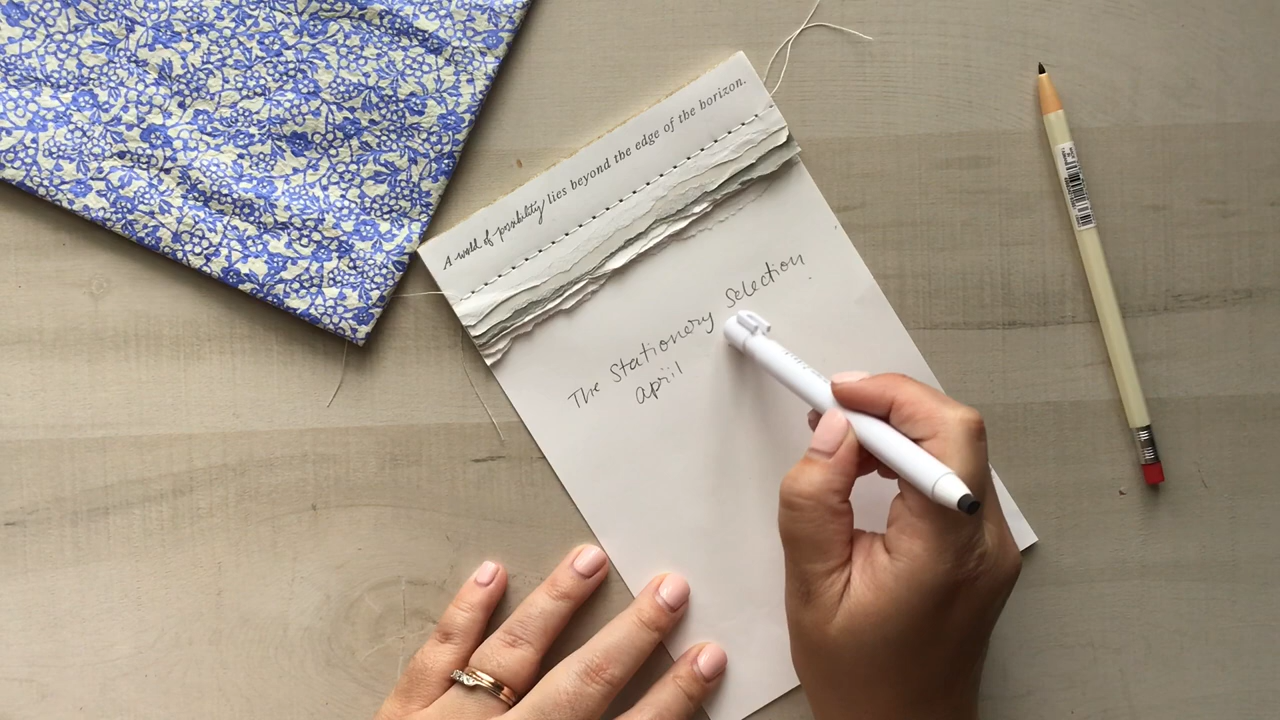 A world of possibility lies beyond the edge of the horizon.
The Stationery Selection
april